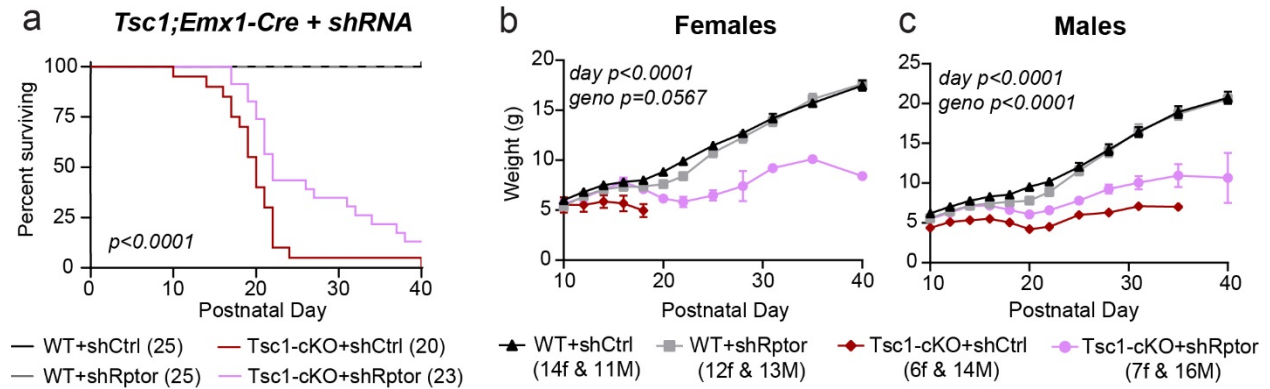 a
Tsc1;Emx1-Cre + shRNA
Percent surviving
100
75
50
25
0
p<0.0001
0
10
20
30
40
Postnatal Day
WT+shCtrl (25)
Tsc1-cKO+shCtrl (20)
WT+shRptor (25)
Tsc1-cKO+shRptor (23)
b
Females
Weight (g)
20
15
10
5
0
day p<0.0001
geno p=0.0567
10
20
30
40
Postnatal Day
c
Males
25
20
15
10
5
0
day p<0.0001
geno p<0.0001
10
20
30
40
Postnatal Day
WT+shCtrl
(14f & 11M)
WT+shRptor
(12f & 13M)
Tsc1-cKO+shCtrl
(6f & 14M)
Tsc1-cKO+shRptor
(7f & 16M)